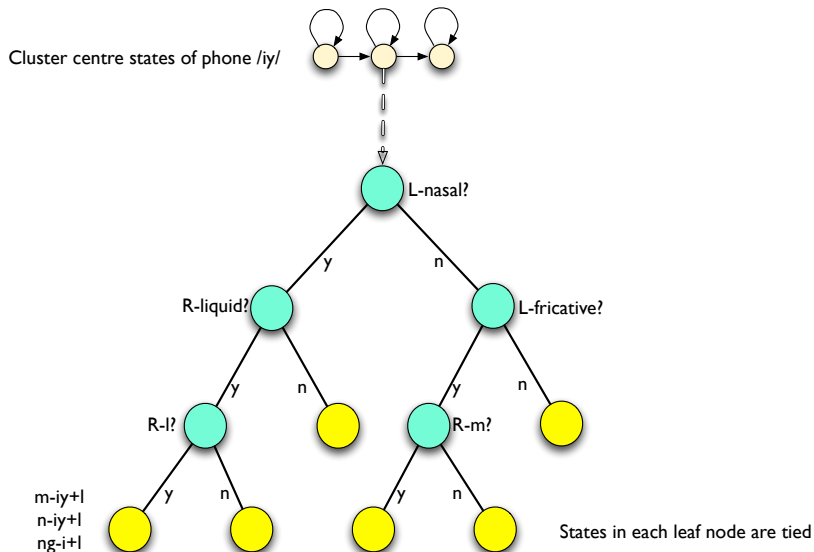 Cluster centre states of phone /iy/
L-nasal?
y
n
R-liquid?
L-fricative?
y
n
y
n
R-l?
R-m?
y
n
y
n
m-iy+l
n-iy+l
ng-i+l
States in each leaf node are tied